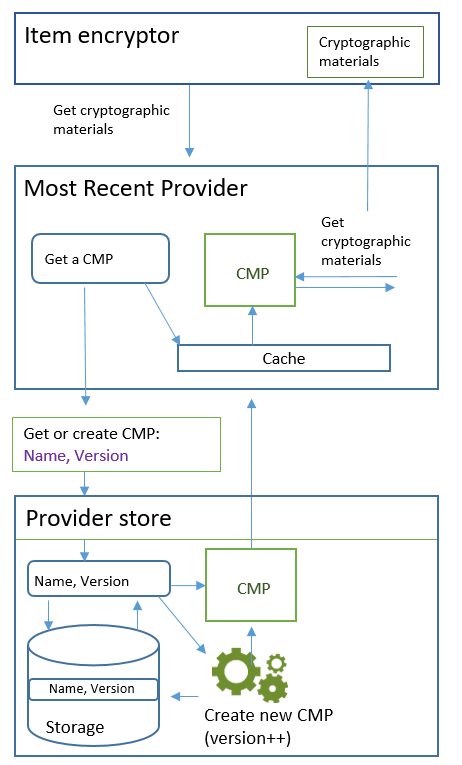 Item encryptor
Cryptographic
materials
Get cryptographic
materials
Most Recent Provider
Get
cryptographic
materials
Get a CMP
CMP
Cache
Get or create CMP:
Name, Version
Provider store
Name, Version
CMP
Name, Version
Storage
Create new CMP
(version++)